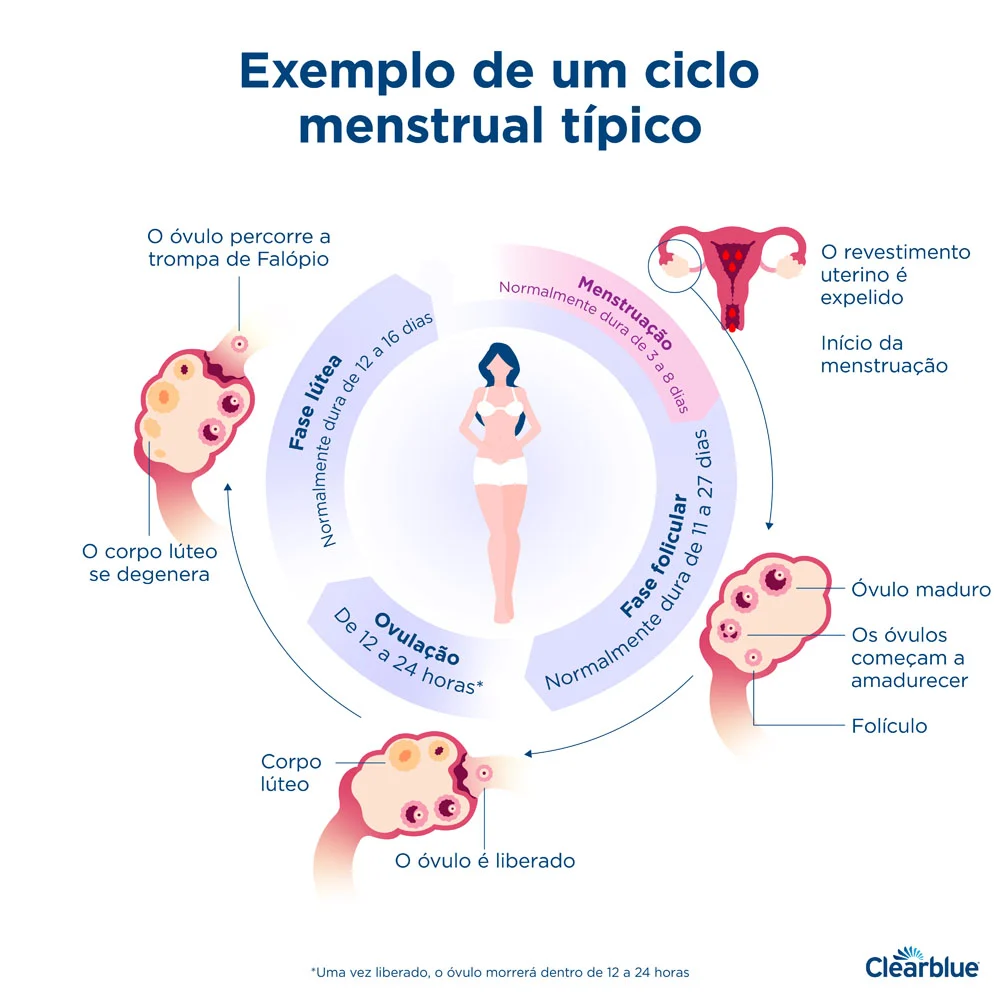 Exemplo de um ciclo
menstrual típico
O óvulo percorre a
trompa de Falópio
Menstruação
Normalmente dura de 3 a 8 dias
O revestimento
uterino é
expelido
Início da
menstruação
Fase lútea
Normalmente dura de 12 a 16 dias
Fase folicular
Normalmente dura de 11 a 27 dias
O corpo lúteo
se degenera
Óvulo maduro
Os óvulos
começam a
amadurecer
Folículo
Ovulação
De 12 a 24 horas*
Corpo
lúteo
O óvulo é liberado
*Uma vez liberado, o óvulo morrerá dentro de 12 a 24 horas
Clearblue